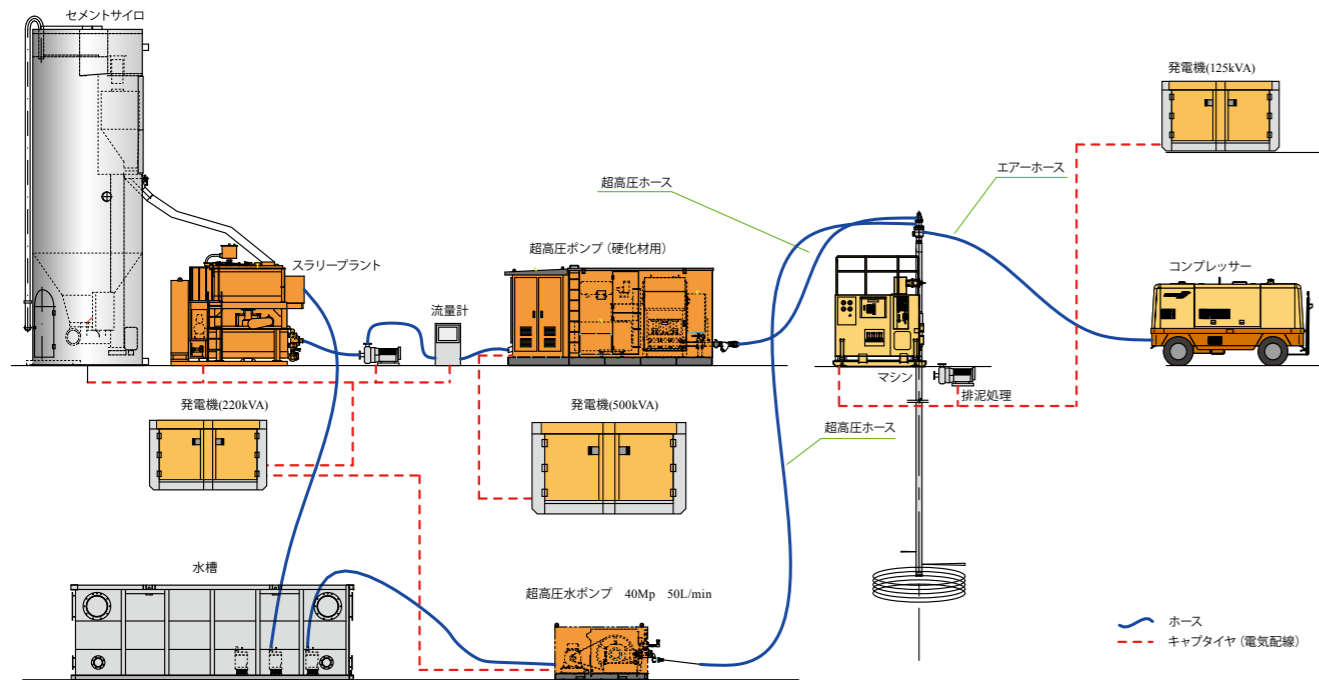 セメントサイロ
発電機(125kVA)
エアーホース
超高圧ホース
スラリープラント
超高圧ポンプ（硬化材用）
コンプレッサー
流量計
マシン
排泥処理
発電機(220kVA)
発電機(500kVA)
超高圧ホース
水槽
超高圧水ポンプ　40Mp　50L/min
ホース
キャプタイヤ（電気配線）